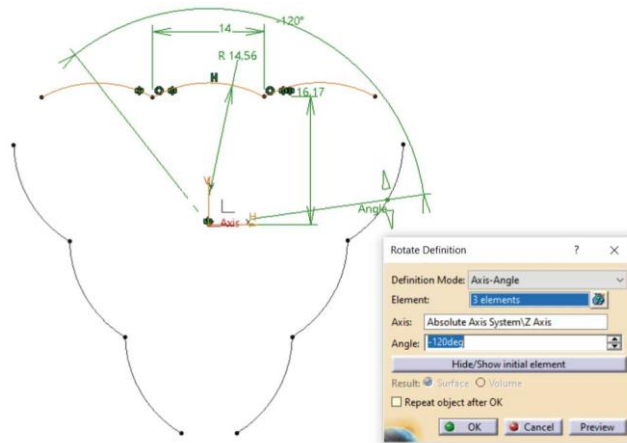 -120°
14
R 14,56
H
16,17
Angle
V
H
Axis
Rotate Definition ? X
Definition Mode: Axis-Angle
Element: 3 elements
Axis: Absolute Axis System\Z Axis
Angle: -120deg
Hide/Show initial element
Result: Surface Volume
Repeat object after OK
OK Cancel Preview